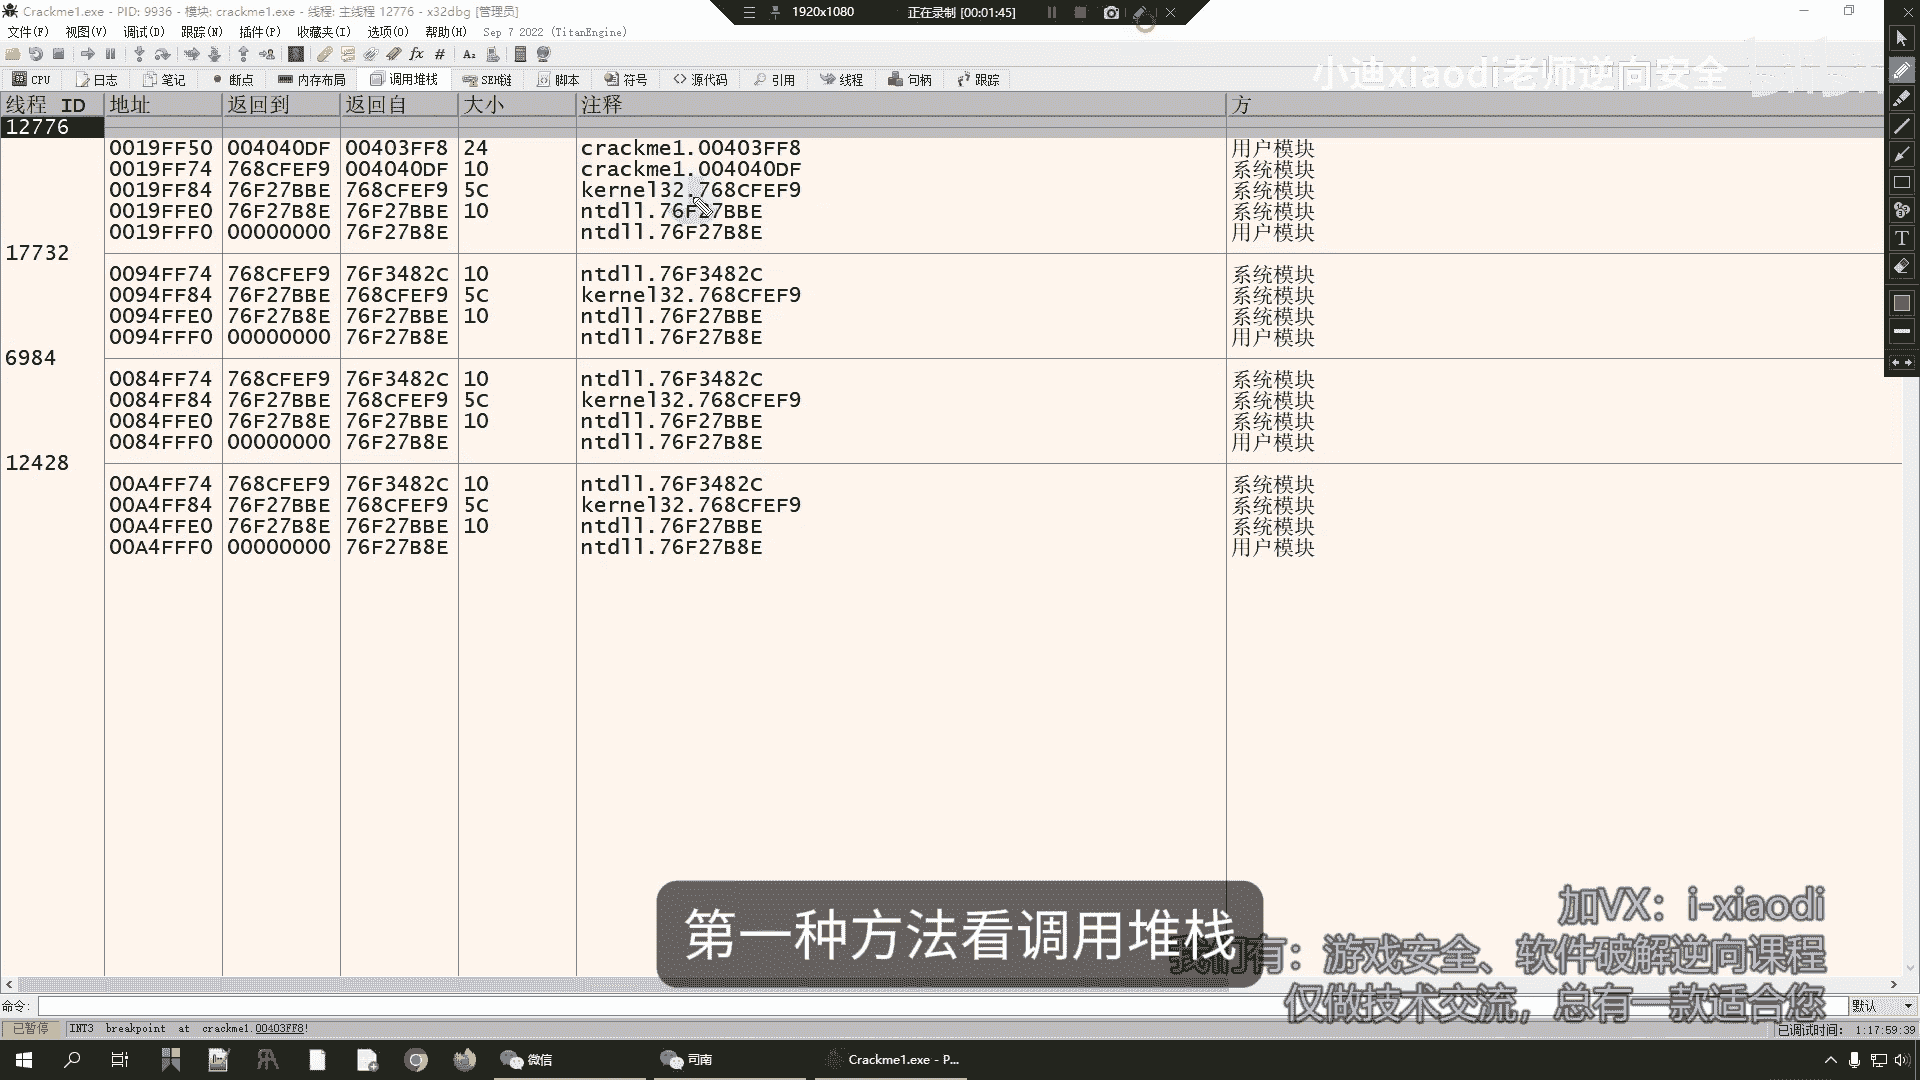 Crackme1.exe - PID: 9936 - 模块: crackme1.exe - 线程: 主线程 12776 - x32dbg [管理员]
1920x1080 正在录制 [00:01:45]
文件(F) 视图(V) 调试(D) 跟踪(N) 插件(P) 收藏夹(I) 选项(O) 帮助(H) Sep 7 2022 (TitanEngine)
CPU 日志 笔记 断点 内存布局 调用堆栈 SEH链 脚本 符号 源代码 引用 线程 句柄 跟踪
小迪xiaodi老师逆向安全
线程 ID 地址 返回到 返回自 大小 注释 方
12776
0019FF50 004040DF 00403FF8 24 crackme1.00403FF8 用户模块
0019FF74 768CFEF9 004040DF 10 crackme1.004040DF 系统模块
0019FF84 76F27BBE 768CFEF9 5C kernel32.768CFEF9 系统模块
0019FFE0 76F27B8E 76F27BBE 10 ntdll.76F27BBE 系统模块
0019FFF0 00000000 76F27B8E ntdll.76F27B8E 用户模块
17732
0094FF74 768CFEF9 76F3482C 10 ntdll.76F3482C 系统模块
0094FF84 76F27BBE 768CFEF9 5C kernel32.768CFEF9 系统模块
0094FFE0 76F27B8E 76F27BBE 10 ntdll.76F27BBE 系统模块
0094FFF0 00000000 76F27B8E ntdll.76F27B8E 用户模块
6984
0084FF74 768CFEF9 76F3482C 10 ntdll.76F3482C 系统模块
0084FF84 76F27BBE 768CFEF9 5C kernel32.768CFEF9 系统模块
0084FFE0 76F27B8E 76F27BBE 10 ntdll.76F27BBE 系统模块
0084FFF0 00000000 76F27B8E ntdll.76F27B8E 用户模块
12428
00A4FF74 768CFEF9 76F3482C 10 ntdll.76F3482C 系统模块
00A4FF84 76F27BBE 768CFEF9 5C kernel32.768CFEF9 系统模块
00A4FFE0 76F27B8E 76F27BBE 10 ntdll.76F27BBE 系统模块
00A4FFF0 00000000 76F27B8E ntdll.76F27B8E 用户模块
第一种方法看调用堆栈
加VX：i-xiaodi
我们有：游戏安全、软件破解逆向课程
仅做技术交流，总有一款适合您
命令: 默认
已暂停 INT3 breakpoint at crackme1.00403FF8! 已调试时间: 1:17:59:39
微信 司南 Crackme1.exe - P...